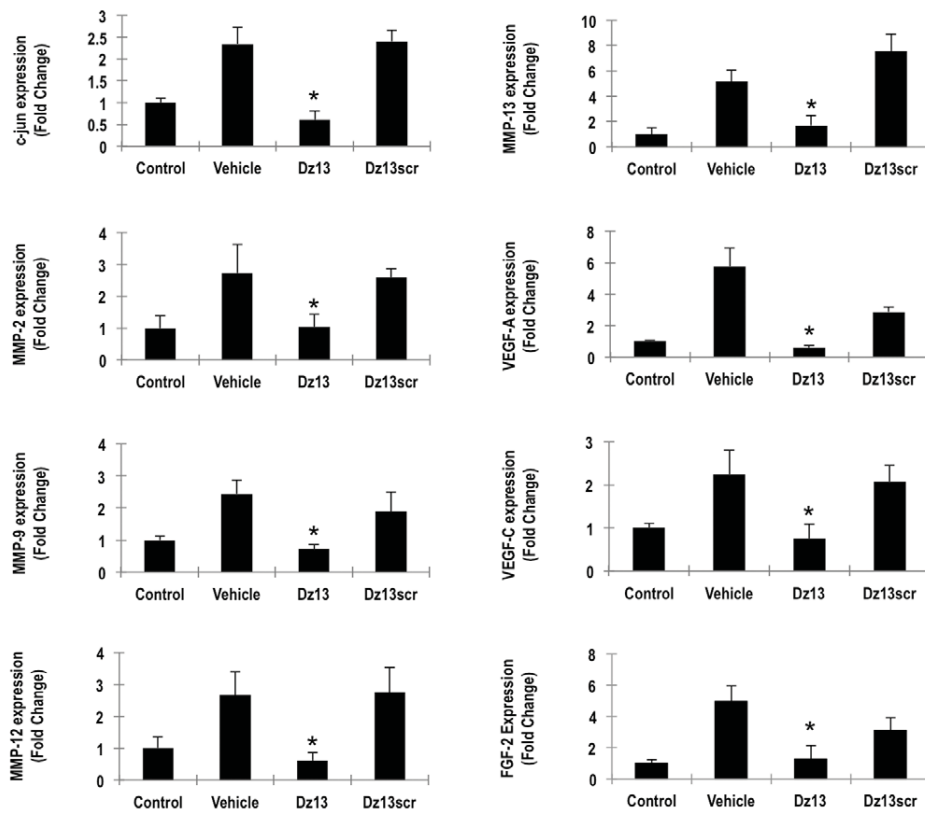 c-jun expression
(Fold Change)
3
2.5
2
1.5
1
0.5
0
*
Control Vehicle Dz13 Dz13scr
MMP-13 expression
(Fold Change)
10
8
6
4
2
0
*
Control Vehicle Dz13 Dz13scr
MMP-2 expression
(Fold Change)
4
3
2
1
0
*
Control Vehicle Dz13 Dz13scr
VEGF-A expression
(Fold Change)
8
6
4
2
0
*
Control Vehicle Dz13 Dz13scr
MMP-9 expression
(Fold Change)
4
3
2
1
0
*
Control Vehicle Dz13 Dz13scr
VEGF-C expression
(Fold Change)
3
2
1
0
*
Control Vehicle Dz13 Dz13scr
MMP-12 expression
(Fold Change)
4
3
2
1
0
*
Control Vehicle Dz13 Dz13scr
FGF-2 Expression
(Fold Change)
8
6
4
2
0
*
Control Vehicle Dz13 Dz13scr